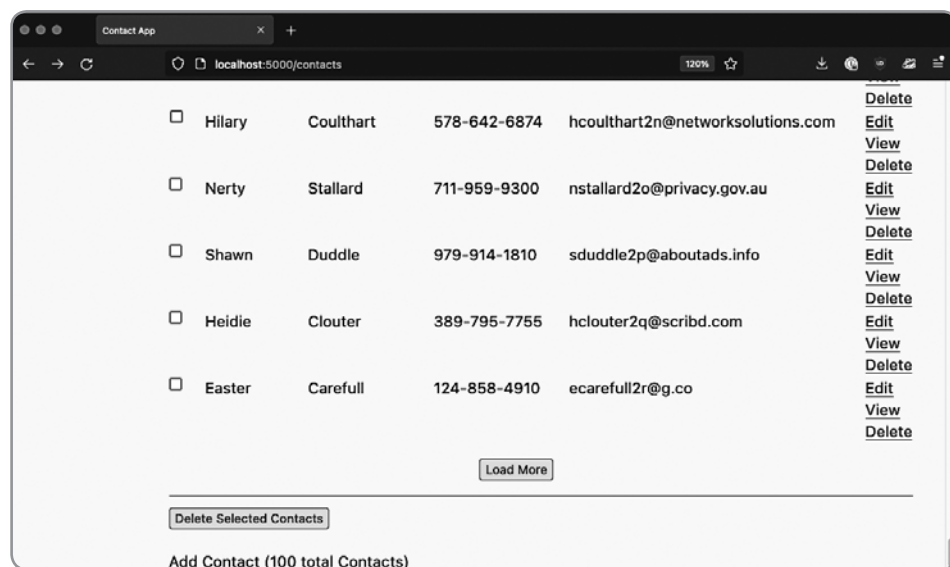 Contact App
localhost:5000/contacts 120%
View
Delete
Hilary Coulthart 578-642-6874 hcoulthart2n@networksolutions.com Edit
View
Delete
Nerty Stallard 711-959-9300 nstallard2o@privacy.gov.au Edit
View
Delete
Shawn Duddle 979-914-1810 sduddle2p@aboutads.info Edit
View
Delete
Heidie Clouter 389-795-7755 hclouter2q@scribd.com Edit
View
Delete
Easter Carefull 124-858-4910 ecarefull2r@g.co Edit
View
Delete
Load More
Delete Selected Contacts
Add Contact (100 total Contacts)